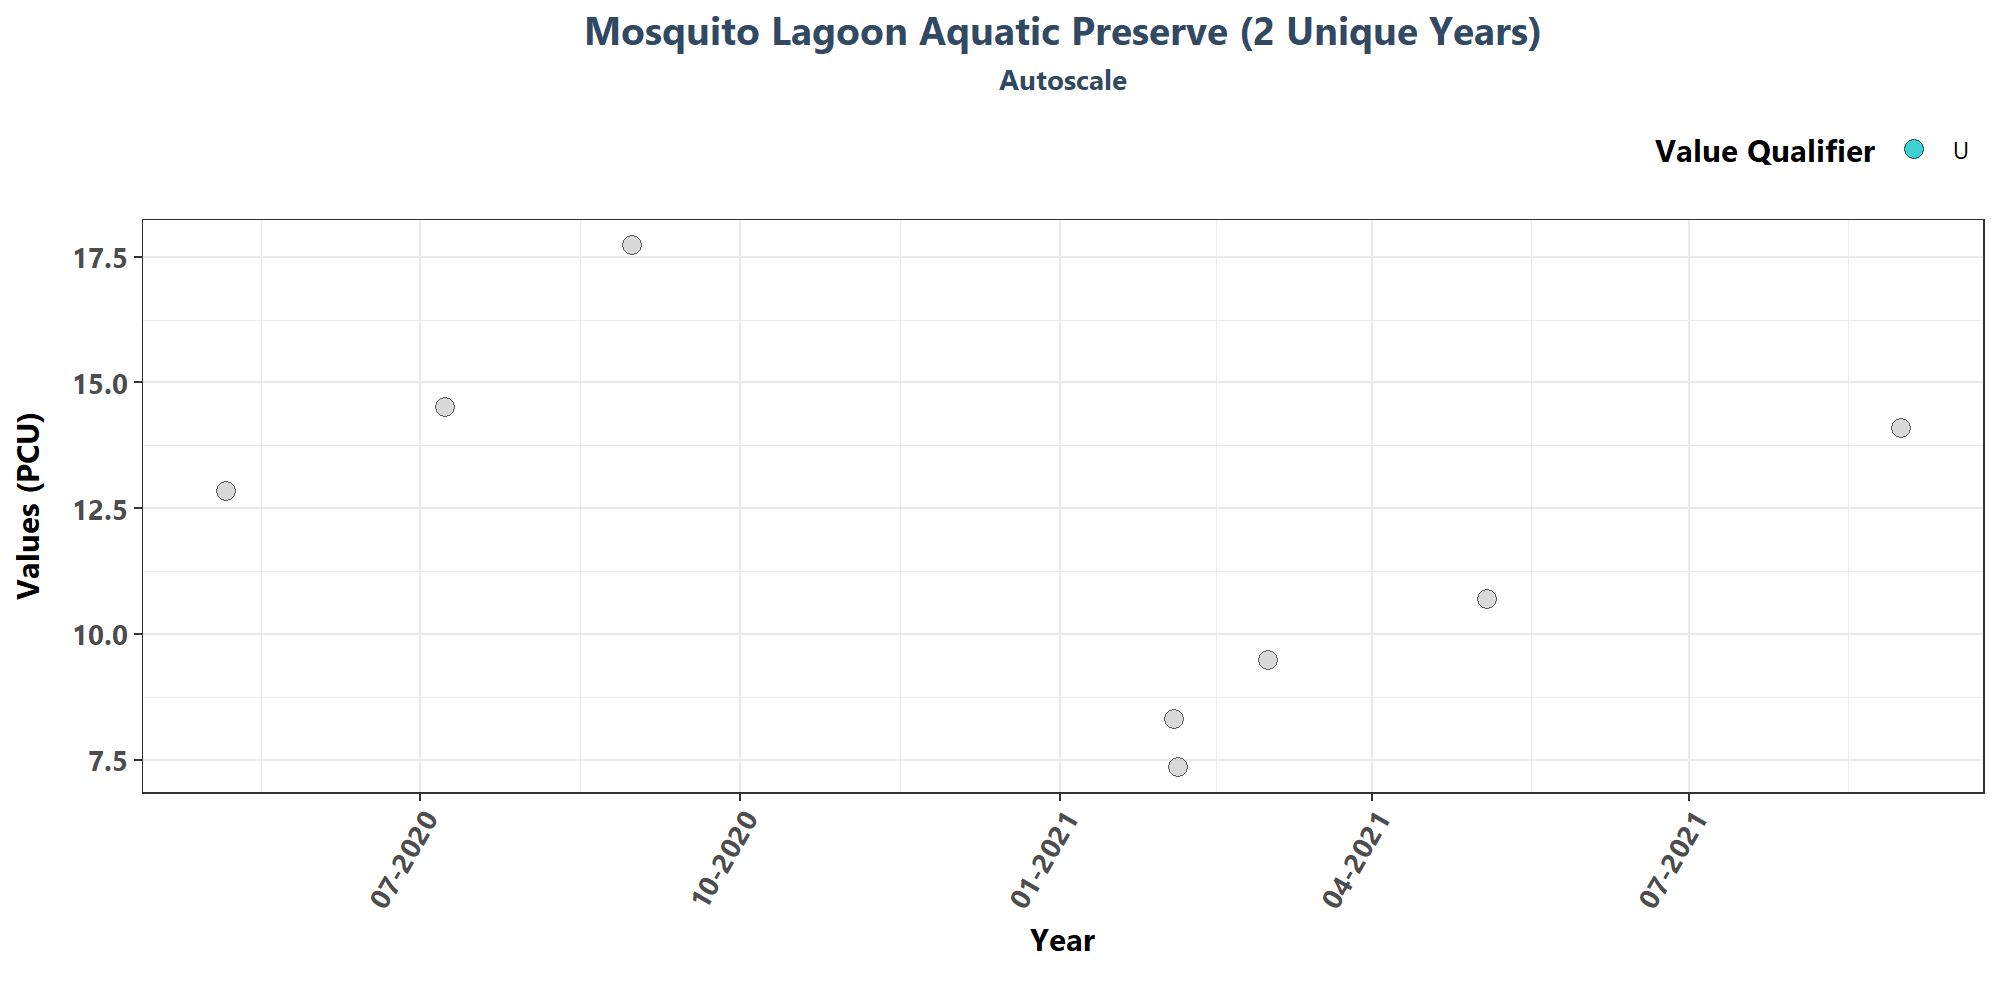 Mosquito Lagoon Aquatic Preserve (2 Unique Years)
Autoscale
Value Qualifier U
17.5
15.0
12.5
10.0
7.5
Values (PCU)
07-2020
10-2020
01-2021
04-2021
07-2021
Year